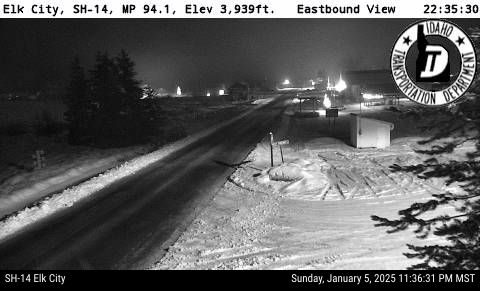 Elk City, SH-14, MP 94.1, Elev 3,939ft. Eastbound View 22:35:30
IDAHO
TRANSPORTATION DEPARTMENT
SH-14 Elk City Sunday, January 5, 2025 11:36:31 PM MST